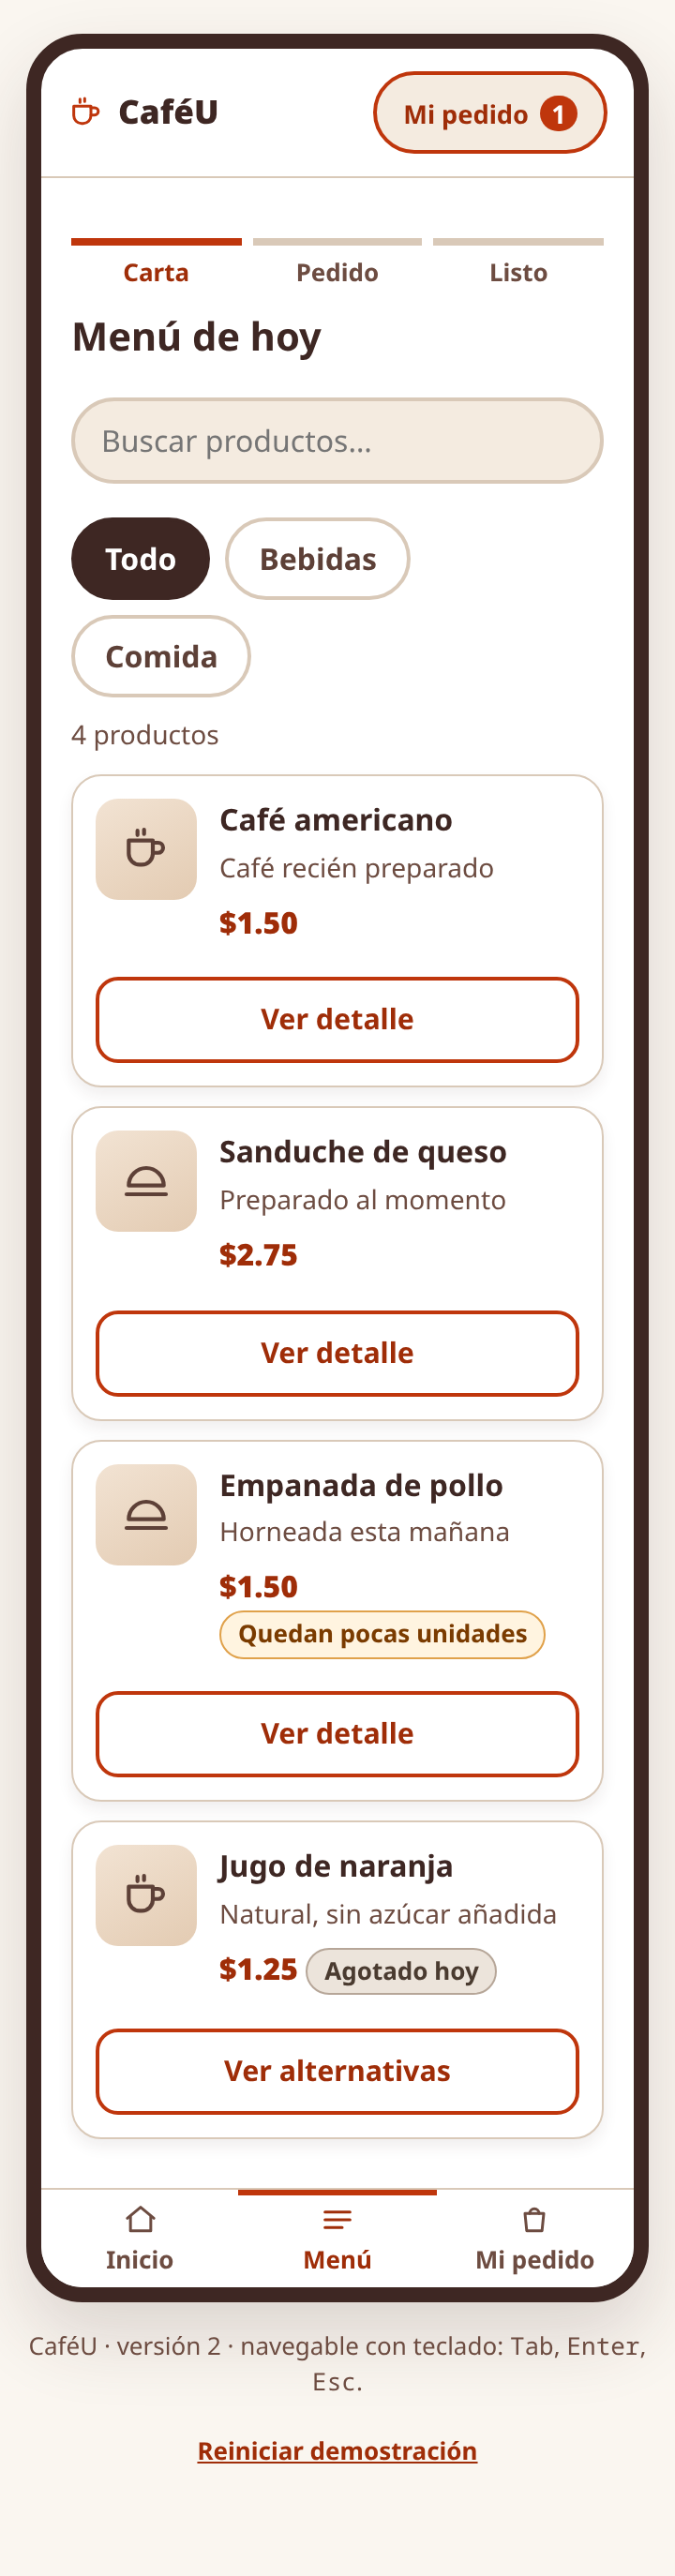 CaféU
Mi pedido 1
Carta
Pedido
Listo
Menú de hoy
Buscar productos...
Todo
Bebidas
Comida
4 productos
Café americano
Café recién preparado
$1.50
Ver detalle
Sanduche de queso
Preparado al momento
$2.75
Ver detalle
Empanada de pollo
Horneada esta mañana
$1.50
Quedan pocas unidades
Ver detalle
Jugo de naranja
Natural, sin azúcar añadida
$1.25 Agotado hoy
Ver alternativas
Inicio
Menú
Mi pedido
CaféU · versión 2 · navegable con teclado: Tab, Enter,
Esc.
Reiniciar demostración